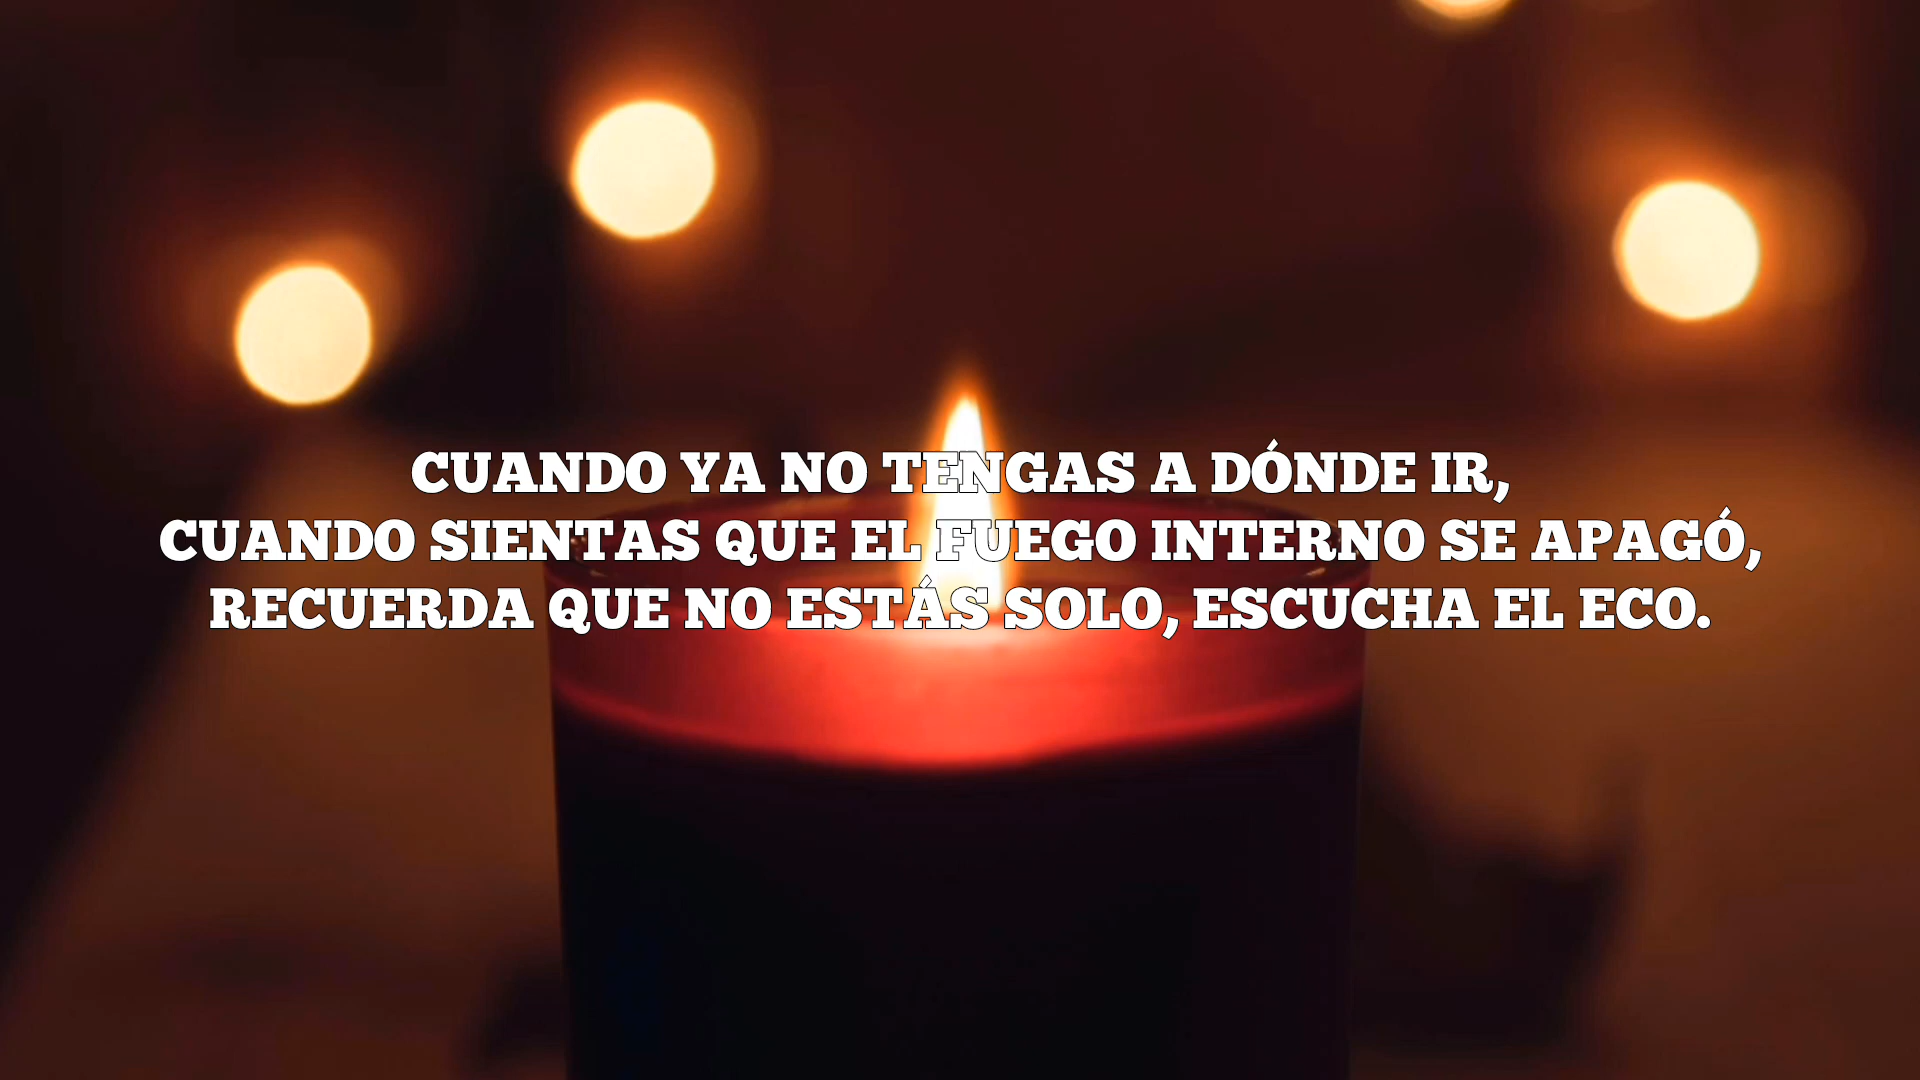 CUANDO YA NO TENGAS A DÓNDE IR,
CUANDO SIENTAS QUE EL FUEGO INTERNO SE APAGÓ,
RECUERDA QUE NO ESTÁS SOLO, ESCUCHA EL ECO.